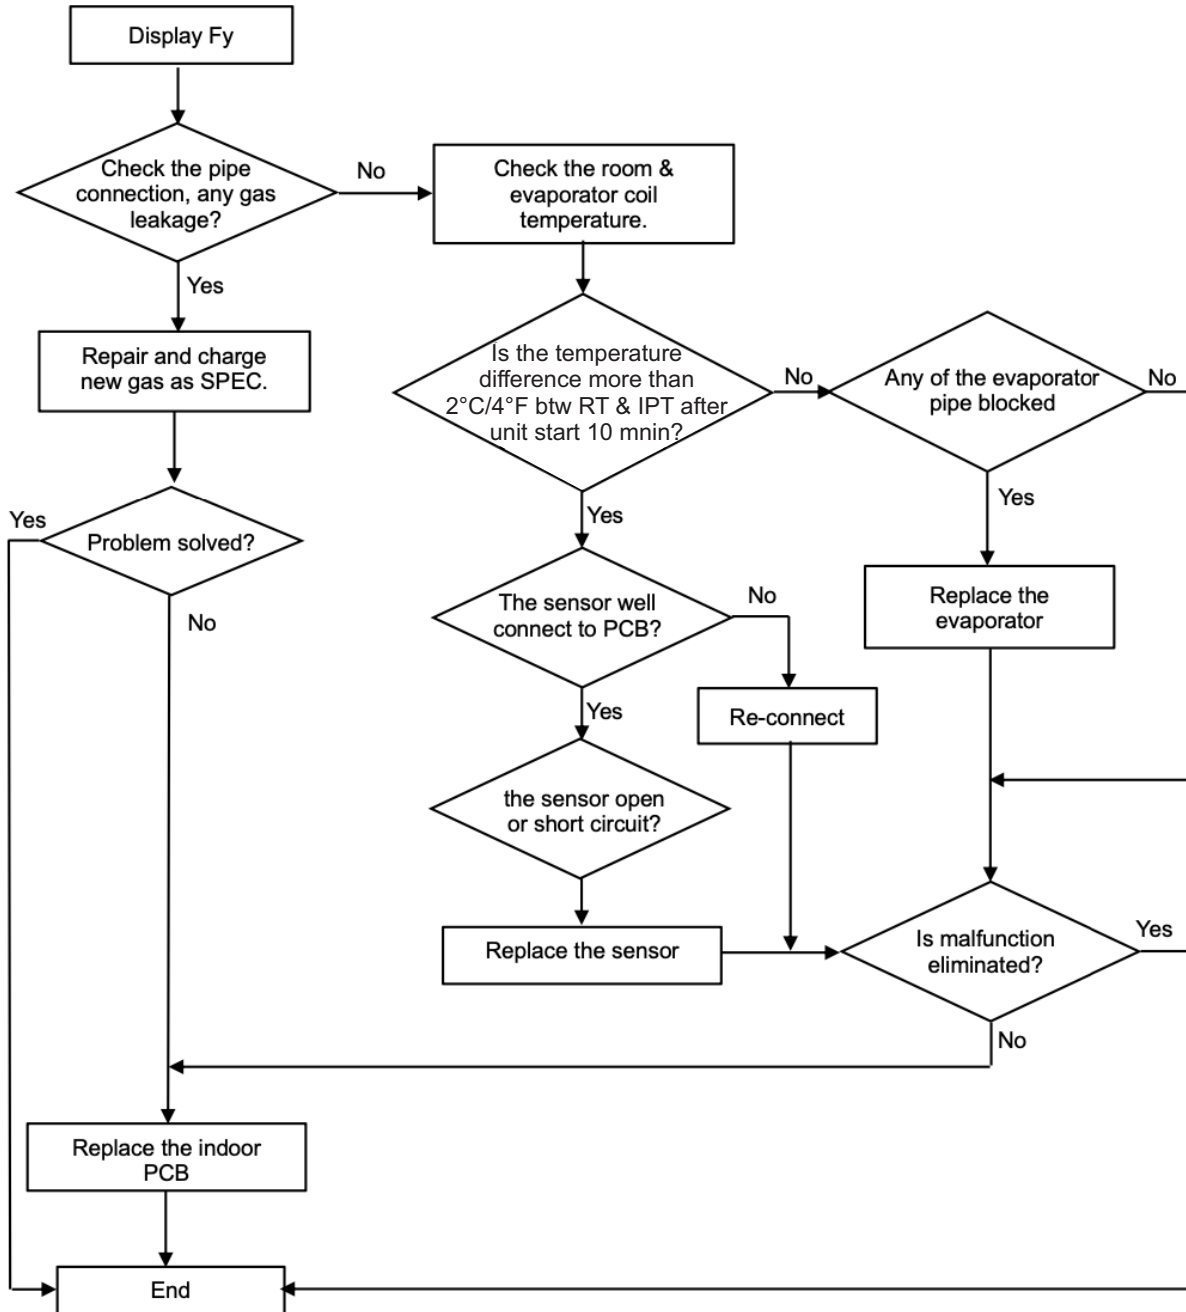 Display Fy
Check the pipe
connection, any gas
leakage?
No
Check the room &
evaporator coil
temperature.
Yes
Repair and charge
new gas as SPEC.
Is the temperature
difference more than
2°C/4°F btw RT & IPT after
unit start 10 mnin?
No
Any of the evaporator
pipe blocked
No
Yes
Problem solved?
No
Yes
The sensor well
connect to PCB?
No
Yes
Replace the
evaporator
Re-connect
Yes
the sensor open
or short circuit?
Replace the sensor
Is malfunction
eliminated?
Yes
No
Replace the indoor
PCB
End